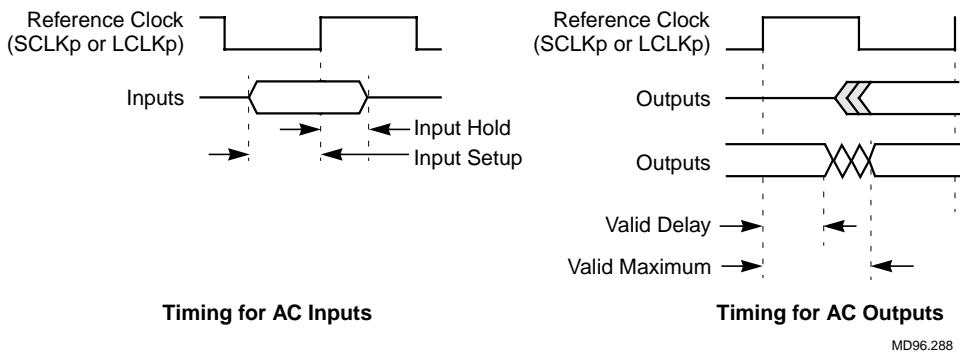 Reference Clock
(SCLKp or LCLKp)
Inputs
Input Hold
Input Setup
Timing for AC Inputs
Reference Clock
(SCLKp or LCLKp)
Outputs
Outputs
Valid Delay
Valid Maximum
Timing for AC Outputs
MD96.288